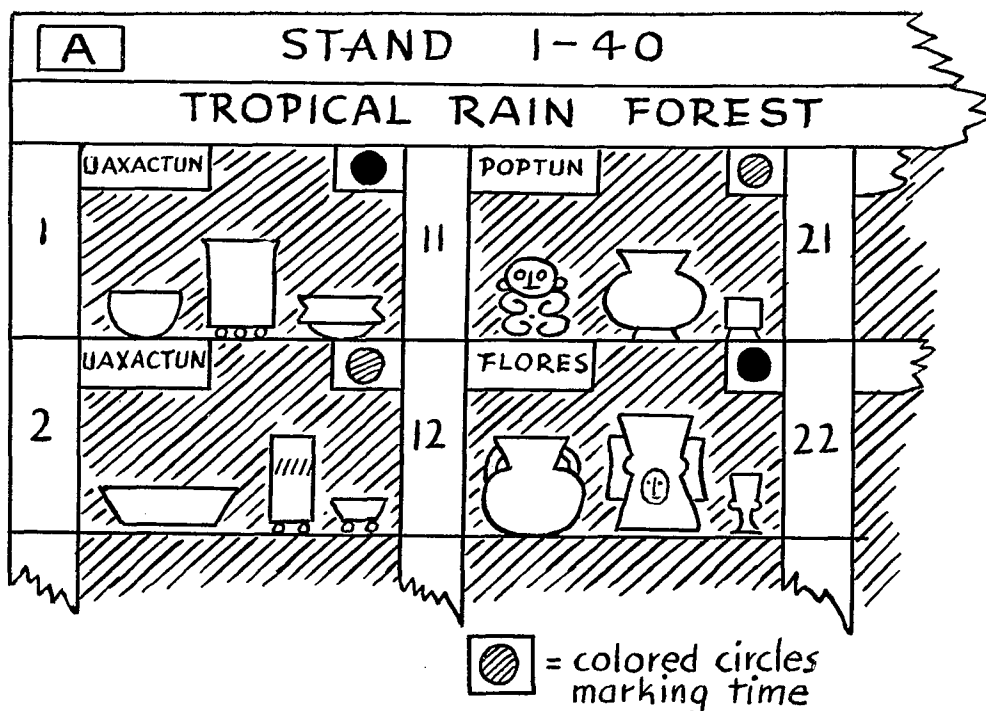 A STAND 1-40
TROPICAL RAIN FOREST
UAXACTUN POPTUN
1 11 21
UAXACTUN FLORES
2 12 22
= colored circles
marking time